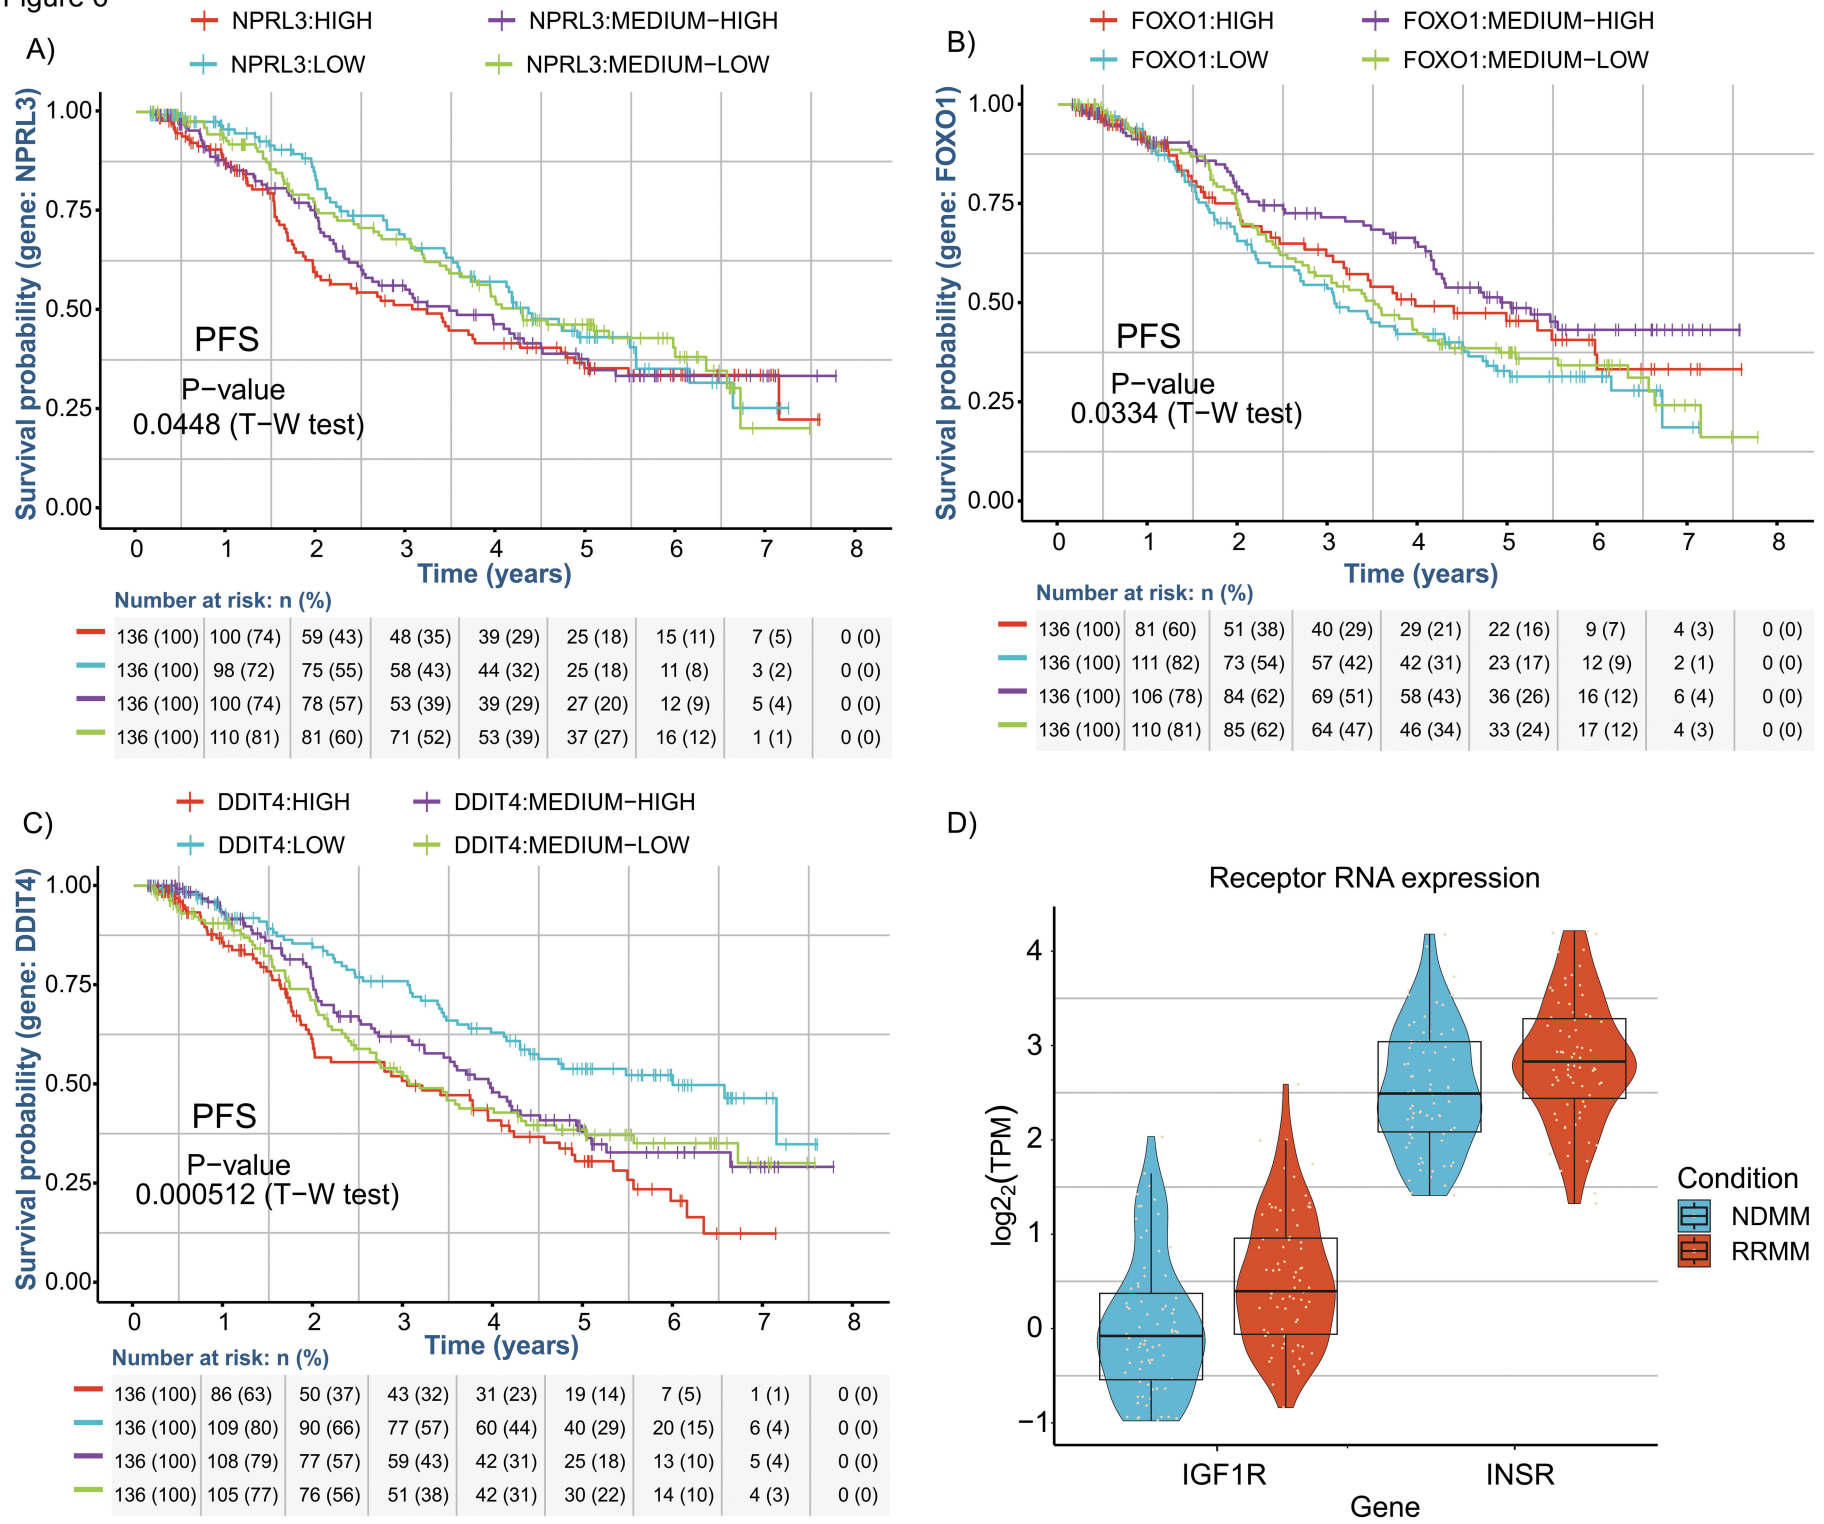 A)
NPRL3:HIGH NPRL3:MEDIUM−HIGH
NPRL3:LOW NPRL3:MEDIUM−LOW
Survival probability (gene: NPRL3)
1.00
0.75
0.50
0.25
0.00
PFS
P−value
0.0448 (T−W test)
0 1 2 3 4 5 6 7 8
Time (years)
Number at risk: n (%)
136 (100) 100 (74) 59 (43) 48 (35) 39 (29) 25 (18) 15 (11) 7 (5) 0 (0)
136 (100) 98 (72) 75 (55) 58 (43) 44 (32) 25 (18) 11 (8) 3 (2) 0 (0)
136 (100) 100 (74) 78 (57) 53 (39) 39 (29) 27 (20) 12 (9) 5 (4) 0 (0)
136 (100) 110 (81) 81 (60) 71 (52) 53 (39) 37 (27) 16 (12) 1 (1) 0 (0)
B)
FOXO1:HIGH FOXO1:MEDIUM−HIGH
FOXO1:LOW FOXO1:MEDIUM−LOW
Survival probability (gene: FOXO1)
1.00
0.75
0.50
0.25
0.00
PFS
P−value
0.0334 (T−W test)
0 1 2 3 4 5 6 7 8
Time (years)
Number at risk: n (%)
136 (100) 81 (60) 51 (38) 40 (29) 29 (21) 22 (16) 9 (7) 4 (3) 0 (0)
136 (100) 111 (82) 73 (54) 57 (42) 42 (31) 23 (17) 12 (9) 2 (1) 0 (0)
136 (100) 106 (78) 84 (62) 69 (51) 58 (43) 36 (26) 16 (12) 6 (4) 0 (0)
136 (100) 110 (81) 85 (62) 64 (47) 46 (34) 33 (24) 17 (12) 4 (3) 0 (0)
C)
DDIT4:HIGH DDIT4:MEDIUM−HIGH
DDIT4:LOW DDIT4:MEDIUM−LOW
Survival probability (gene: DDIT4)
1.00
0.75
0.50
0.25
0.00
PFS
P−value
0.000512 (T−W test)
0 1 2 3 4 5 6 7 8
Time (years)
Number at risk: n (%)
136 (100) 86 (63) 50 (37) 43 (32) 31 (23) 19 (14) 7 (5) 1 (1) 0 (0)
136 (100) 109 (80) 90 (66) 77 (57) 60 (44) 40 (29) 20 (15) 6 (4) 0 (0)
136 (100) 108 (79) 77 (57) 59 (43) 42 (31) 25 (18) 13 (10) 5 (4) 0 (0)
136 (100) 105 (77) 76 (56) 51 (38) 42 (31) 30 (22) 14 (10) 4 (3) 0 (0)
D)
Receptor RNA expression
log2₂(TPM)
4
3
2
1
0
−1
IGF1R INSR
Gene
Condition
NDMM
RRMM